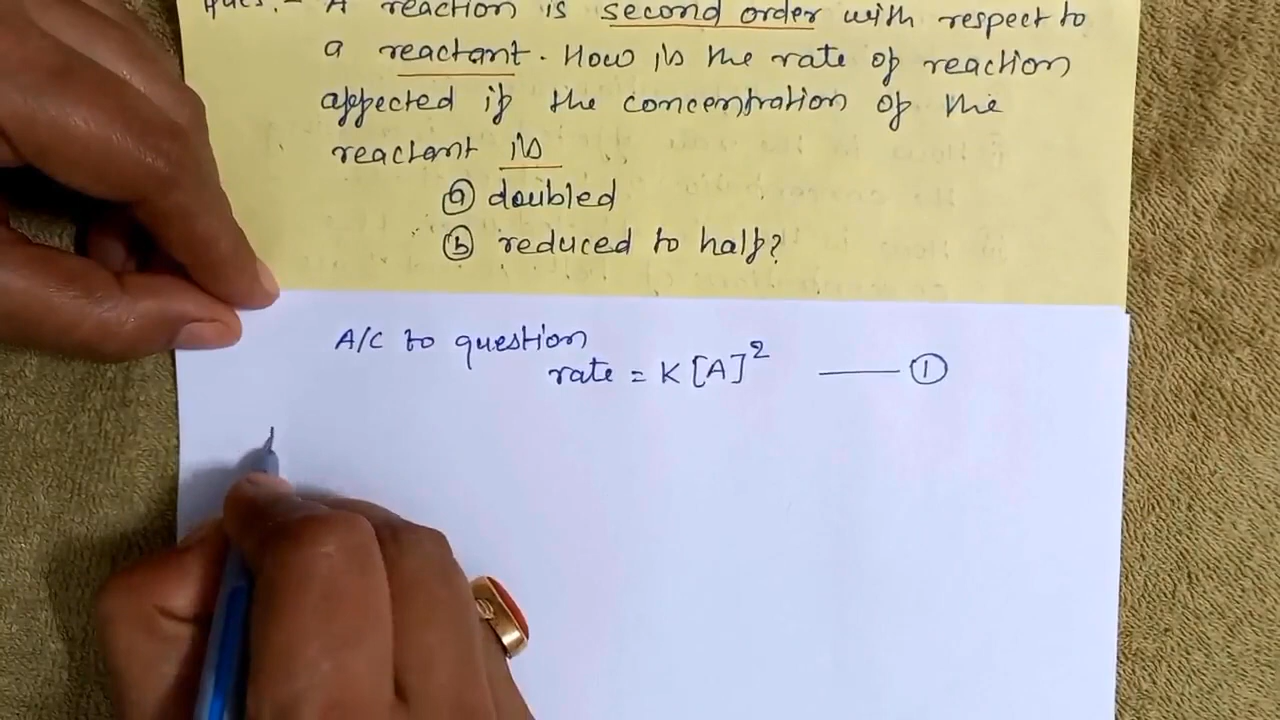 Ques:- A reaction is second order with respect to
a reactant. How is the rate of reaction
affected if the concentration of the
reactant is
(a) doubled
(b) reduced to half?
A/C to question
rate = K[A]² —— (1)